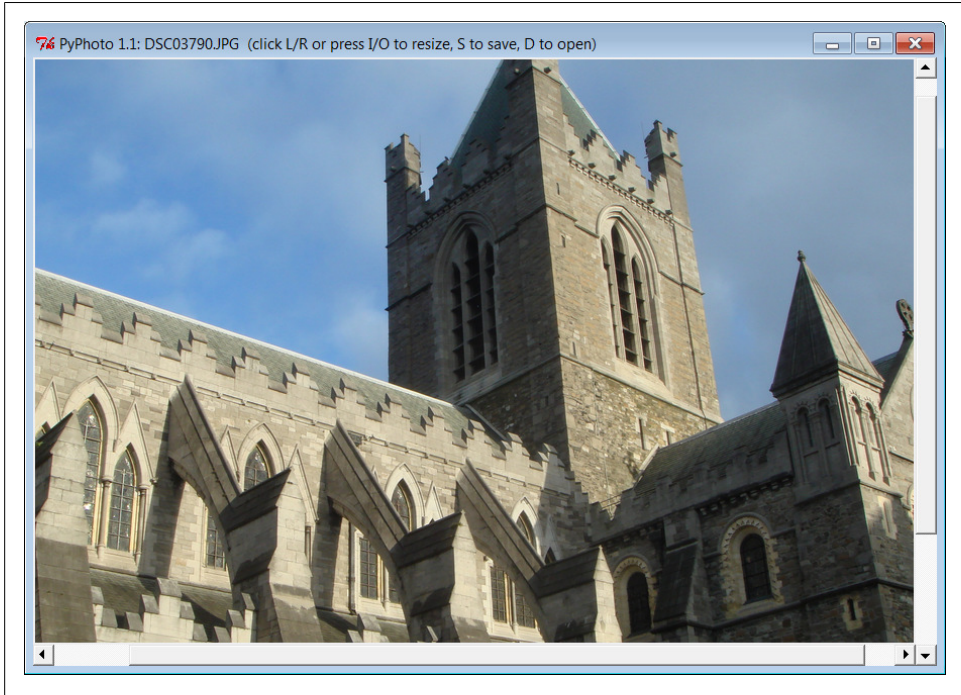 PyPhoto 1.1: DSC03790.JPG (click L/R or press I/O to resize, S to save, D to open)